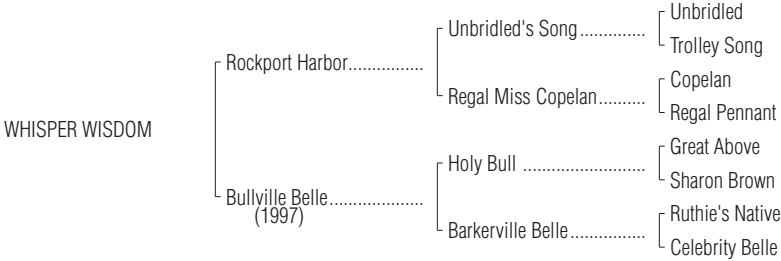 Unbridled
Unbridled's Song..............
Trolley Song
Rockport Harbor................
Copelan
Regal Miss Copelan..........
Regal Pennant
WHISPER WISDOM
Great Above
Holy Bull ..........................
Sharon Brown
Bullville Belle....................
(1997)
Ruthie's Native
Barkerville Belle................
Celebrity Belle